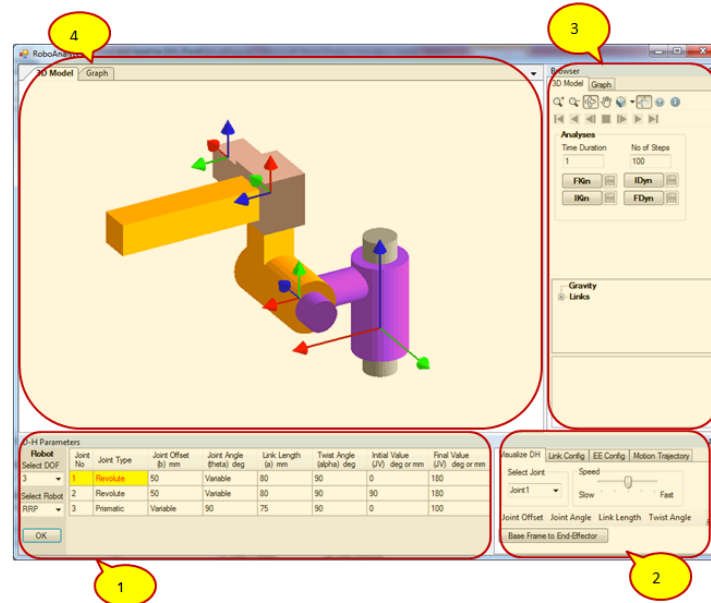 4
3
RoboAna
3D Model Graph
Browser
3D Model Graph
Analyses
Time Duration No of Steps
1 100
FKin IDyn
IKin FDyn
Gravity
Links
D-H Parameters
Robot
Select DOF
3
Select Robot
RRP
OK
Joint No Joint Type Joint Offset (b) mm Joint Angle (theta) deg Link Length (a) mm Twist Angle (alpha) deg Initial Value (JV) deg or mm Final Value (JV) deg or mm
1 Revolute 50 Variable 80 90 0 180
2 Revolute 50 Variable 80 90 90 180
3 Prismatic Variable 90 75 90 0 100
Visualize DH Link Config EE Config Motion Trajectory
Select Joint Speed
Joint1 Slow Fast
Joint Offset Joint Angle Link Length Twist Angle
Base Frame to End-Effector
1
2